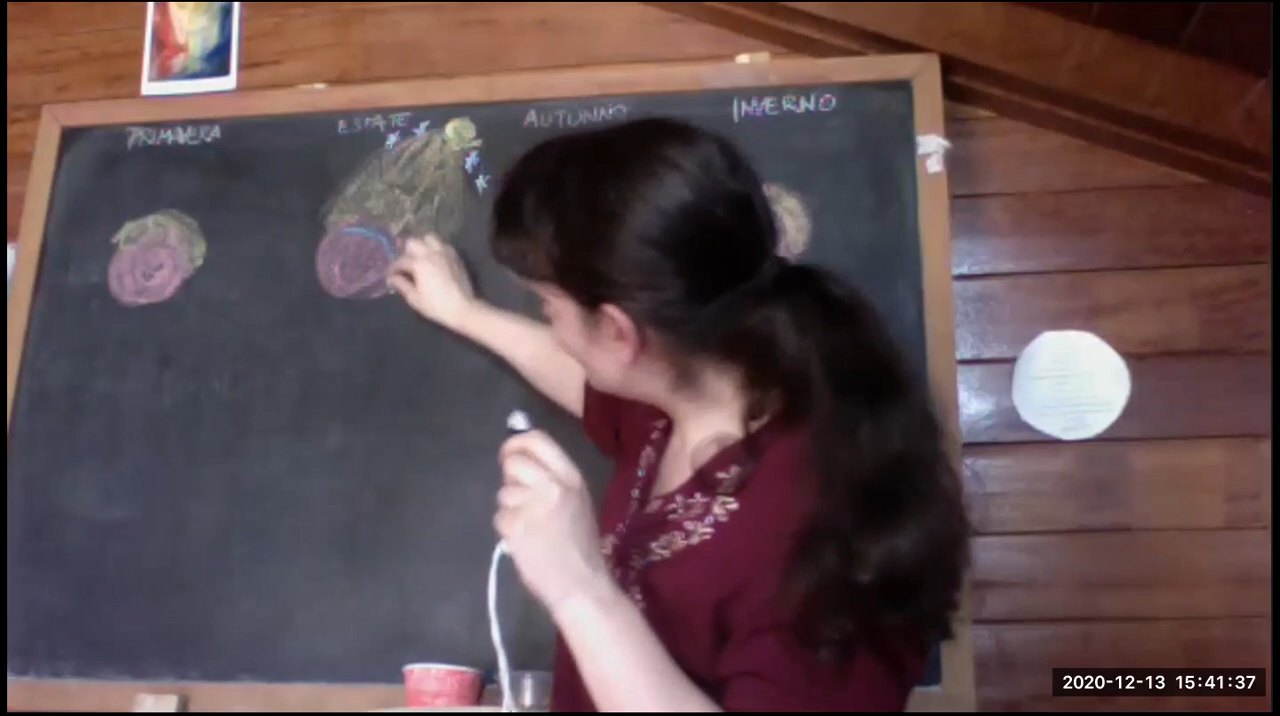 PRIMAVERA
ESTATE
AUTUNNO
INVERNO
2020-12-13 15:41:37